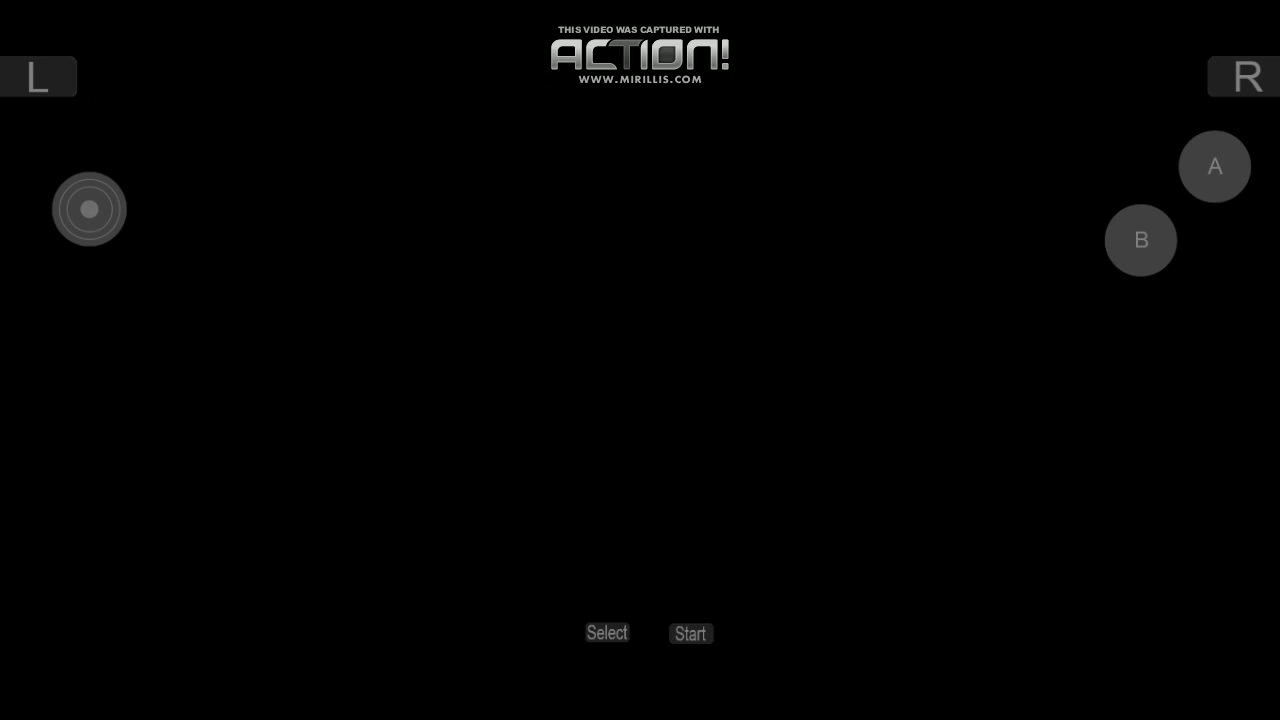 THIS VIDEO WAS CAPTURED WITH
ACTION!
WWW.MIRILLIS.COM
L
R
A
B
Select
Start